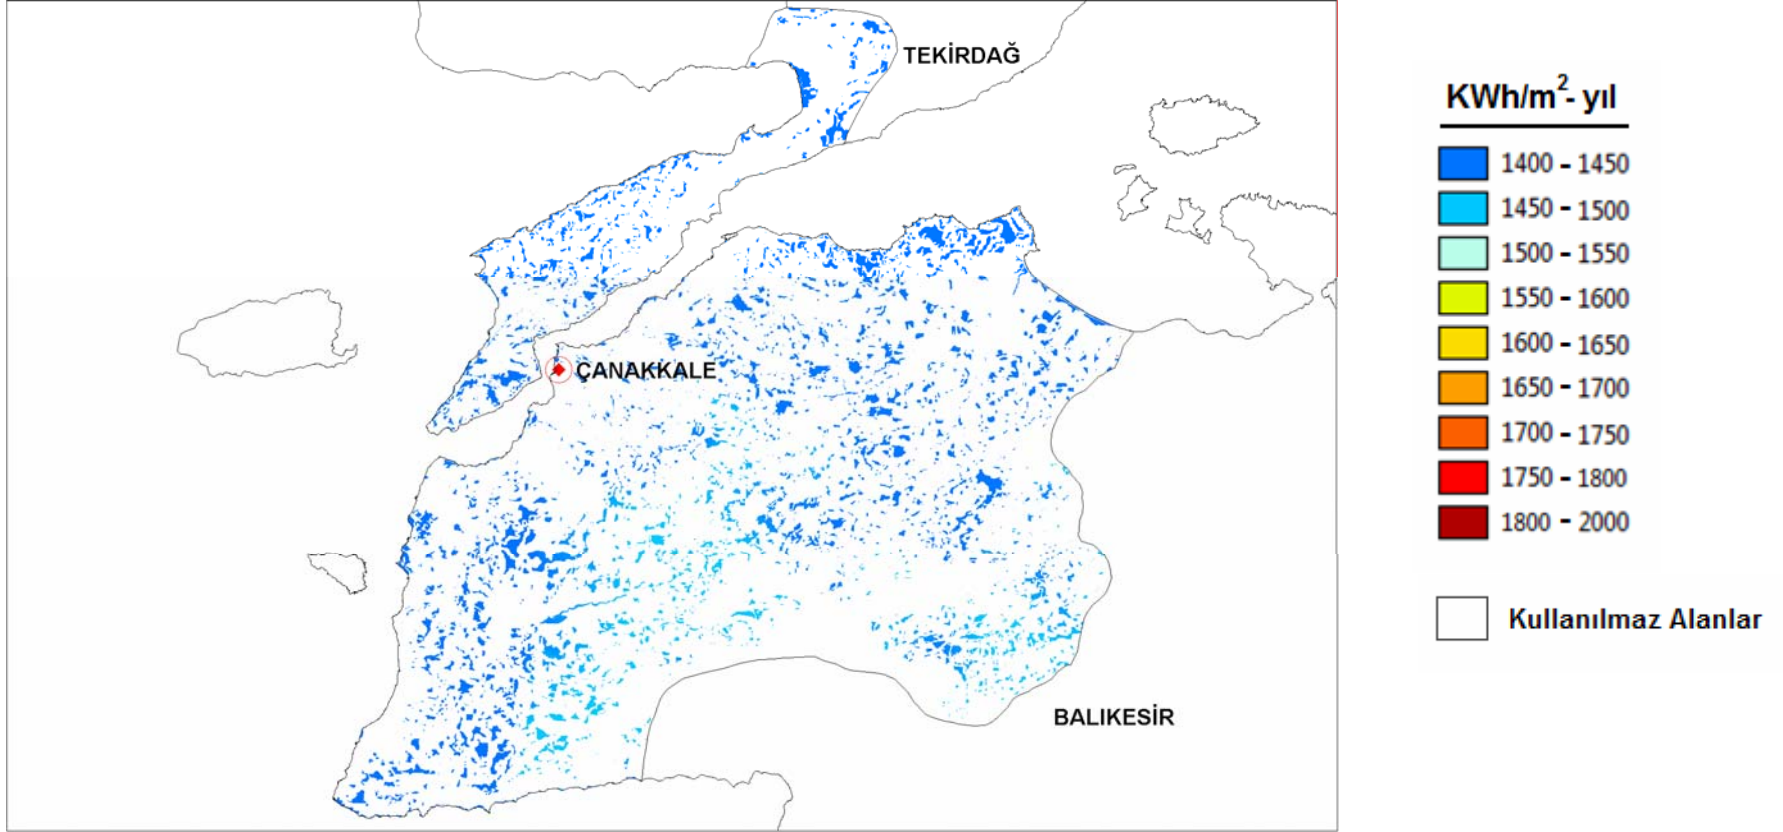 TEKİRDAĞ
ÇANAKKALE
BALIKESİR
KWh/m²- yıl
1400 - 1450
1450 - 1500
1500 - 1550
1550 - 1600
1600 - 1650
1650 - 1700
1700 - 1750
1750 - 1800
1800 - 2000
Kullanılmaz Alanlar